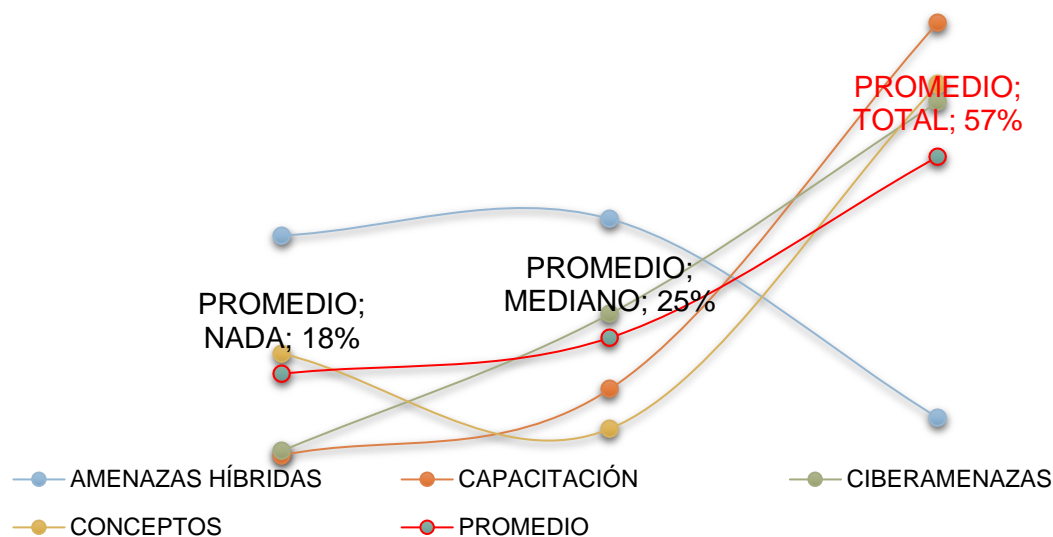 PROMEDIO;
TOTAL; 57%
PROMEDIO;
MEDIANO; 25%
PROMEDIO;
NADA; 18%
AMENAZAS HÍBRIDAS
CAPACITACIÓN
CIBERAMENAZAS
CONCEPTOS
PROMEDIO